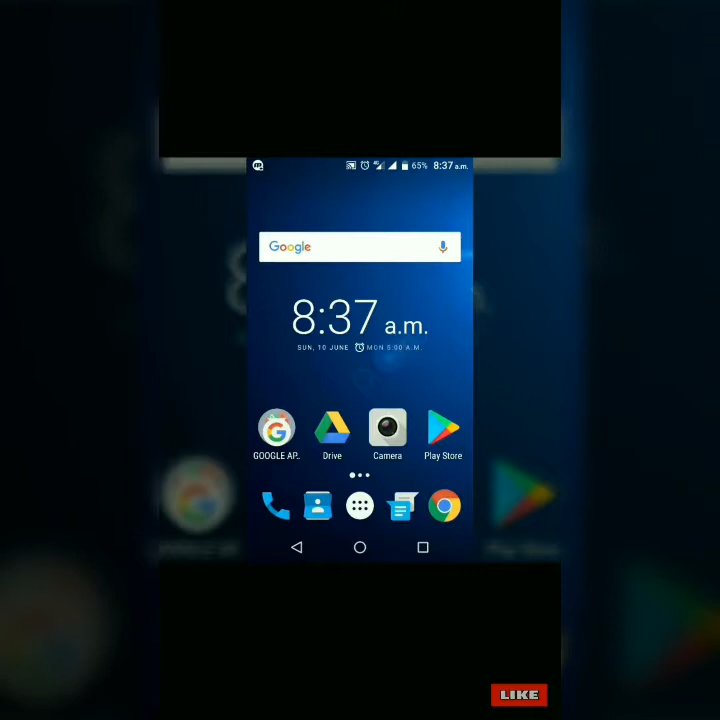 65% 8:37 a.m.
Google
8:37 a.m.
SUN, 10 JUNE MON 5:00 A.M.
GOOGLE AP.. Drive Camera Play Store
LIKE